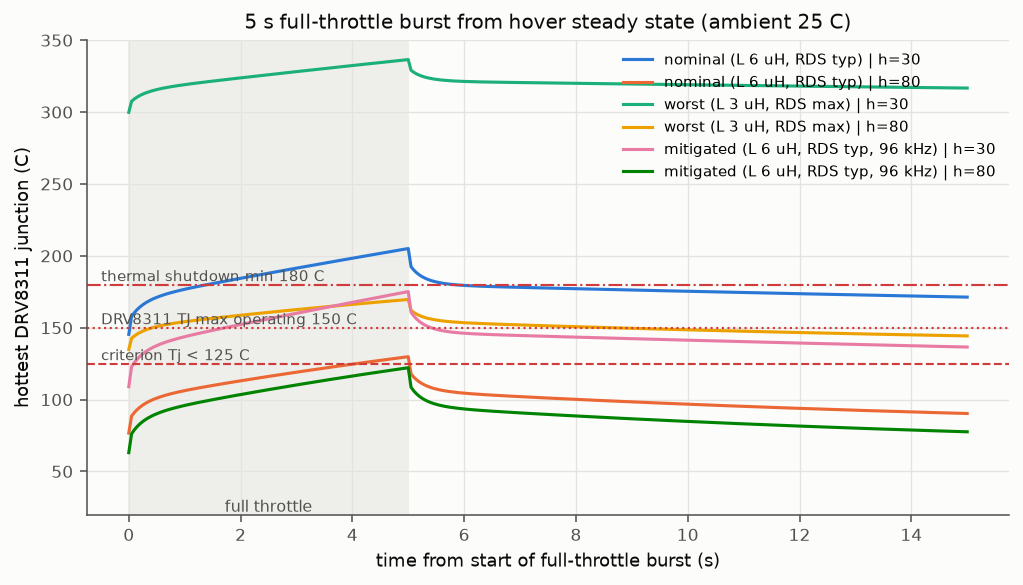 5 s full-throttle burst from hover steady state (ambient 25 C)
hottest DRV8311 junction (C)
350
300
250
200
150
100
50
nominal (L 6 uH, RDS typ) | h=30
nominal (L 6 uH, RDS typ) | h=80
worst (L 3 uH, RDS max) | h=30
worst (L 3 uH, RDS max) | h=80
mitigated (L 6 uH, RDS typ, 96 kHz) | h=30
mitigated (L 6 uH, RDS typ, 96 kHz) | h=80
thermal shutdown min 180 C
DRV8311 TJ max operating 150 C
criterion Tj < 125 C
full throttle
0
2
4
6
8
10
12
14
time from start of full-throttle burst (s)